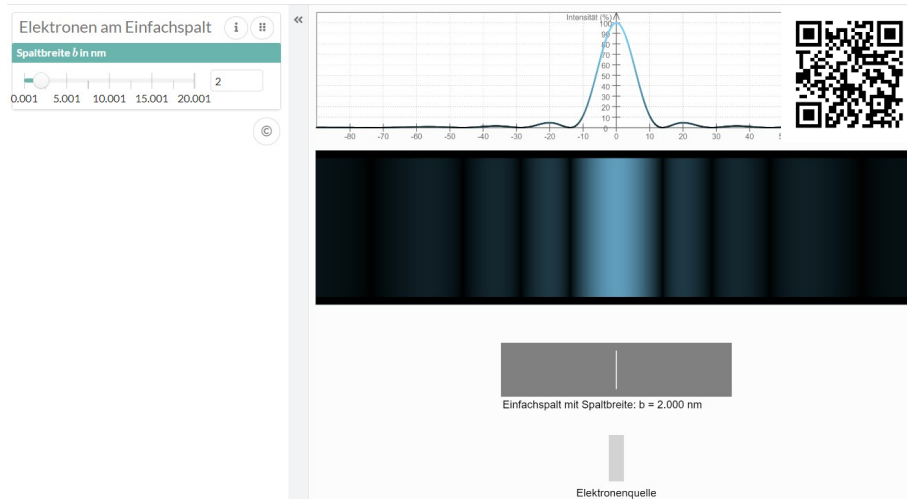 Elektronen am Einfachspalt
i
Spaltbreite b in nm
2
0.001 5.001 10.001 15.001 20.001
©
«
Intensität (%)
100
90
80
70
60
50
40
30
20
10
0
-80 -70 -60 -50 -40 -30 -20 -10 0 10 20 30 40
Einfachspalt mit Spaltbreite: b = 2.000 nm
Elektronenquelle